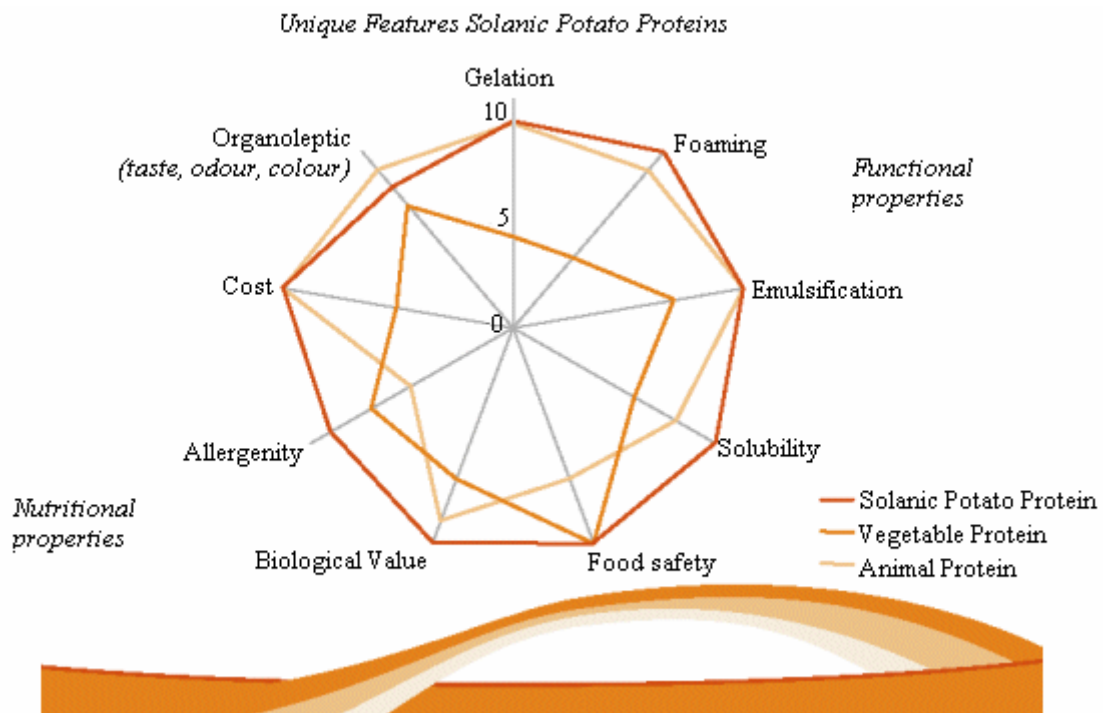 Unique Features Solanic Potato Proteins
Gelation
10
Organoleptic
(taste, odour, colour)
Foaming
Functional
properties
5
Cost
Emulsification
0
Allergenity
Solubility
Nutritional
properties
Biological Value
Food safety
Solanic Potato Protein
Vegetable Protein
Animal Protein